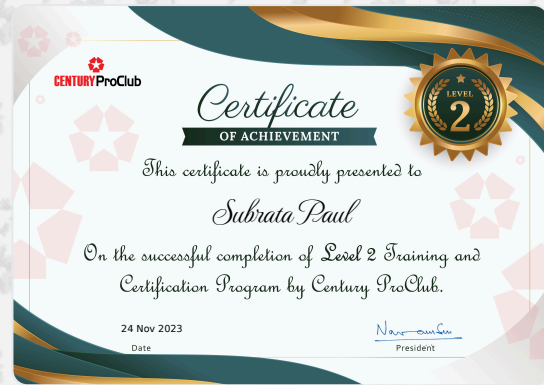 CENTURY ProClub
Certificate
OF ACHIEVEMENT
LEVEL
2
This certificate is proudly presented to
Subrata Paul
On the successful completion of Level 2 Training and
Certification Program by Century ProClub.
24 Nov 2023
Date
President